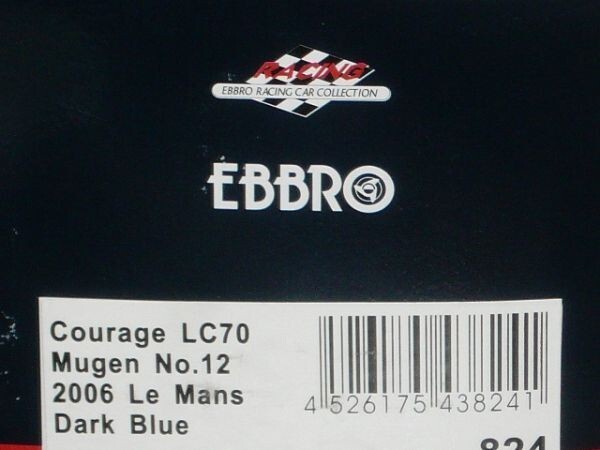 RACING
EBBRO RACING CAR COLLECTION
EBBRO
Courage LC70
Mugen No.12
2006 Le Mans
Dark Blue
4 526175 438241
824